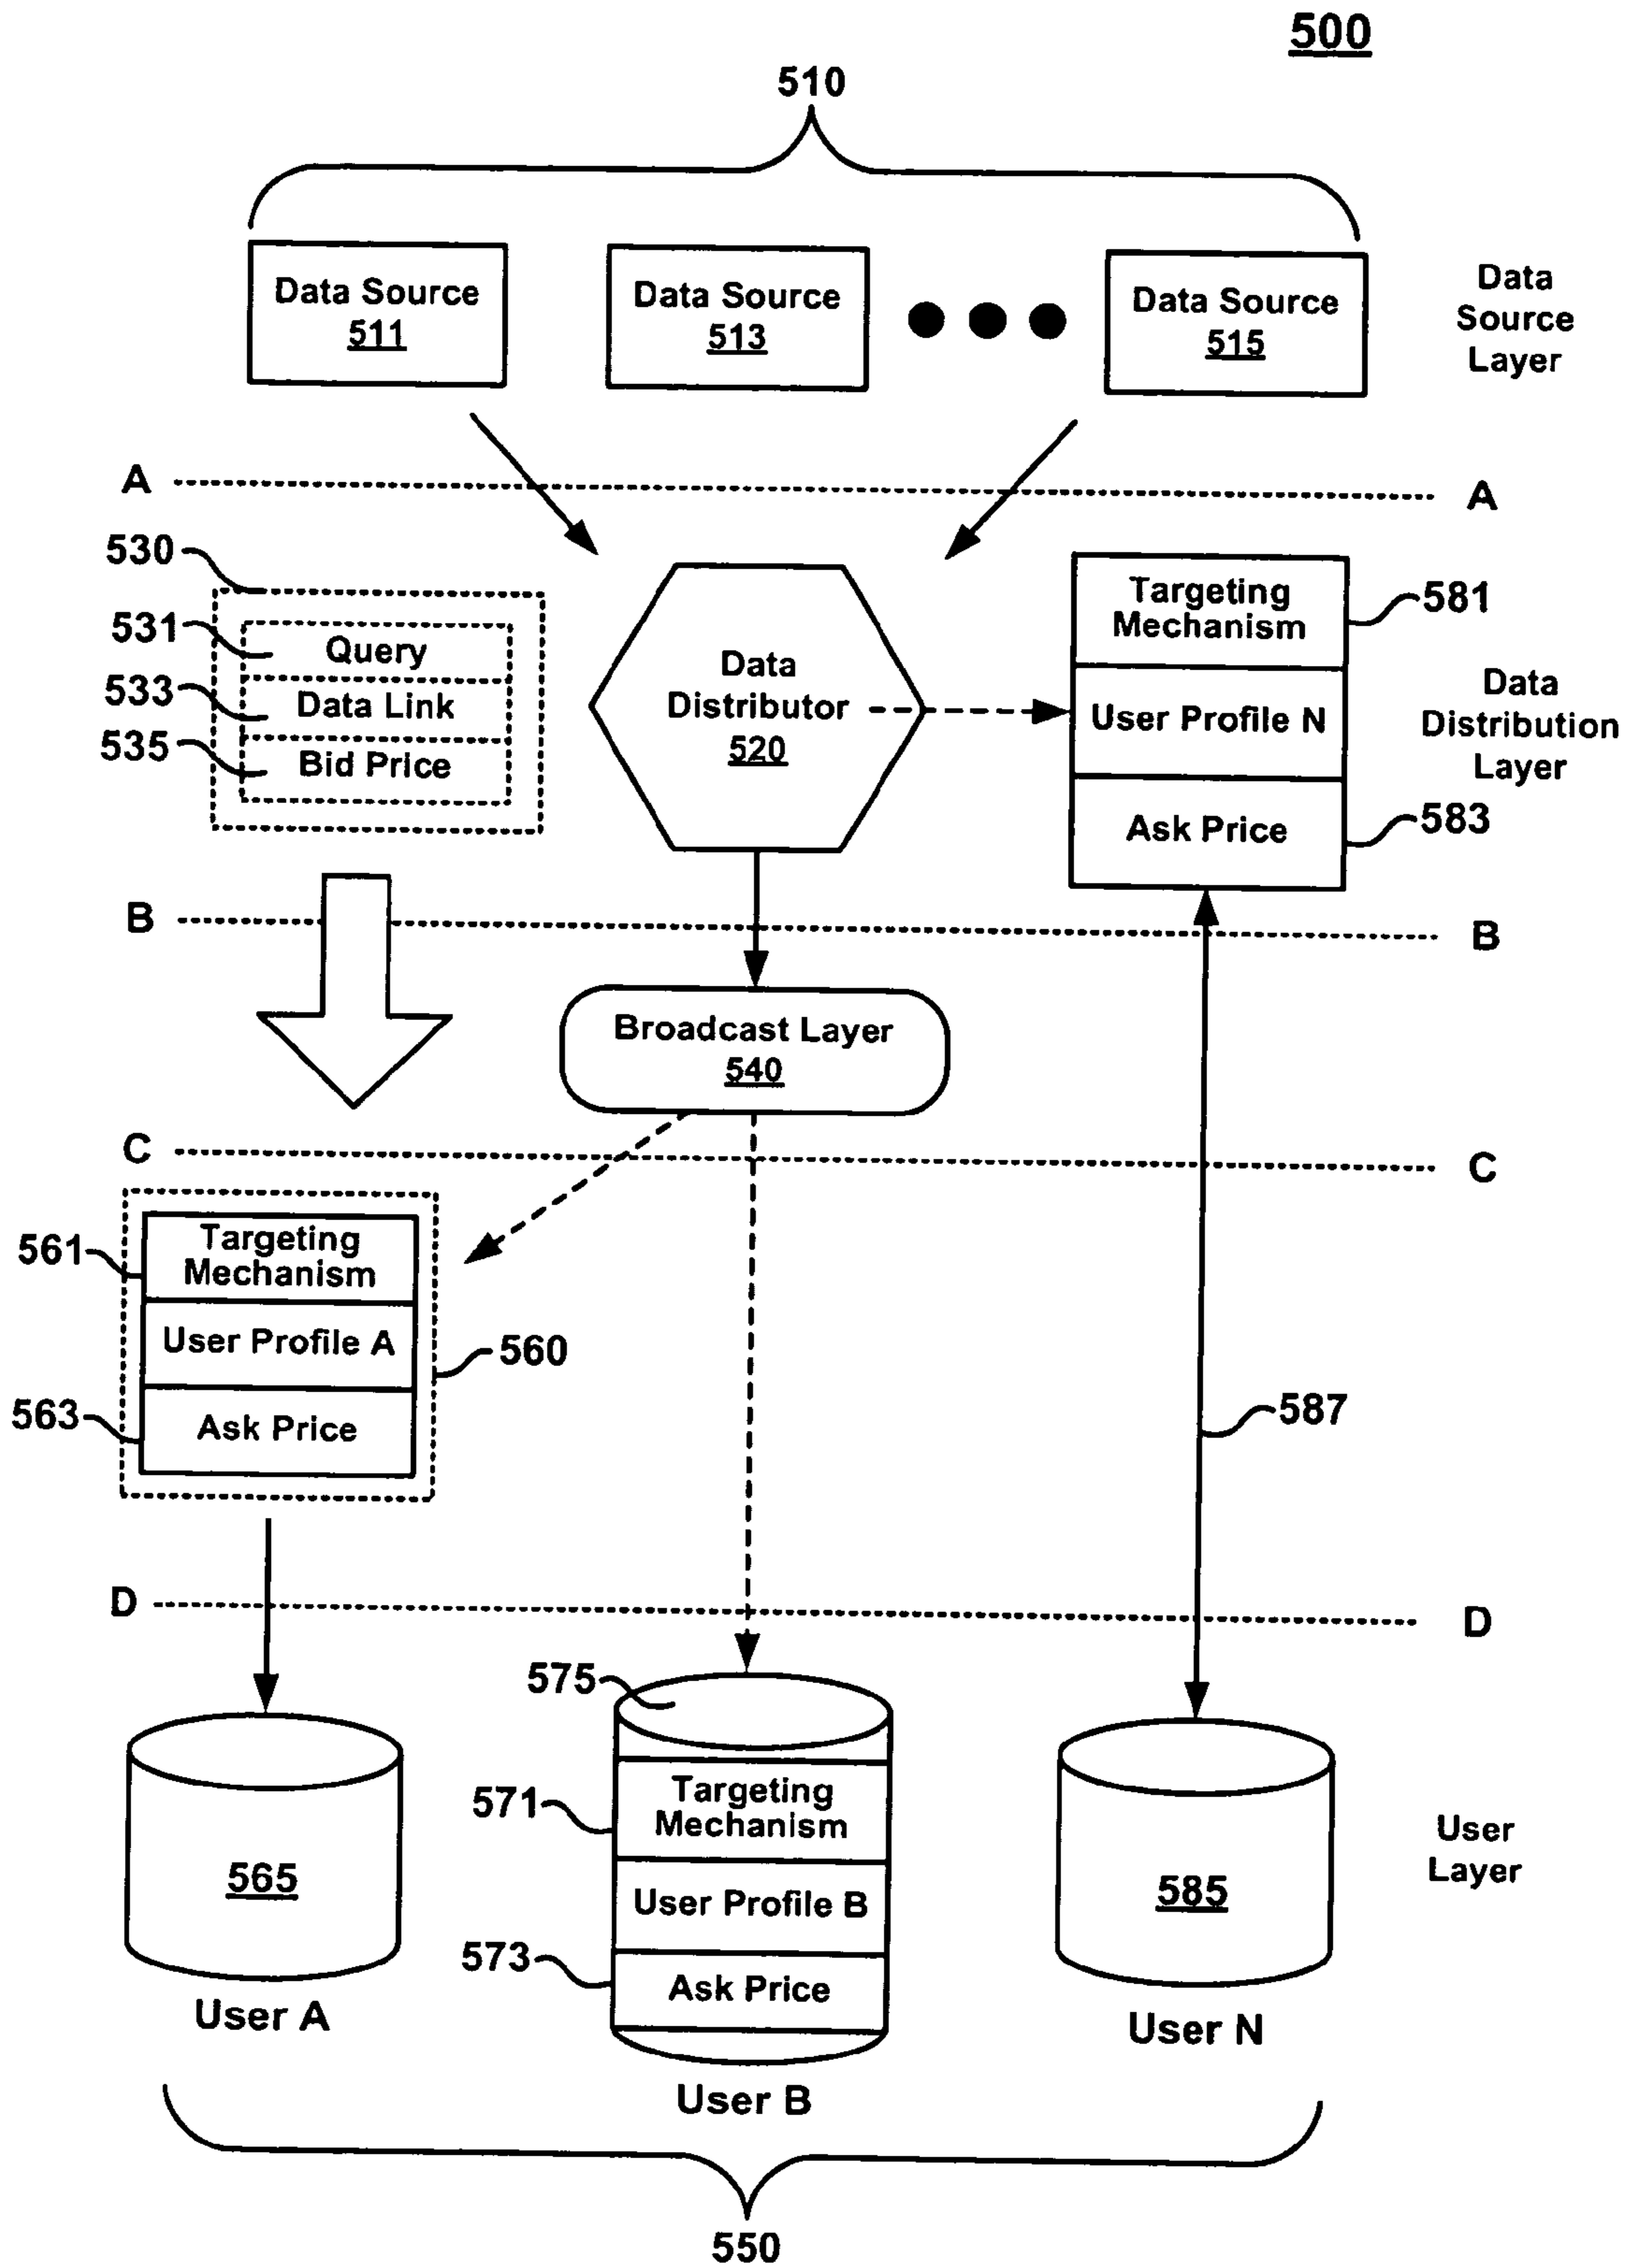 500
510
Data Source
511
Data Source
513
Data Source
515
Data
Source
Layer
A
A
530
531
Query
533
Data Link
535
Bid Price
Data
Distributor
520
Targeting
Mechanism
581
User Profile N
Ask Price
583
Data
Distribution
Layer
B
B
Broadcast Layer
540
C
C
561
Targeting
Mechanism
User Profile A
560
563
Ask Price
587
D
D
575
571
Targeting
Mechanism
User Profile B
573
Ask Price
565
585
User
Layer
User A
User B
User N
550